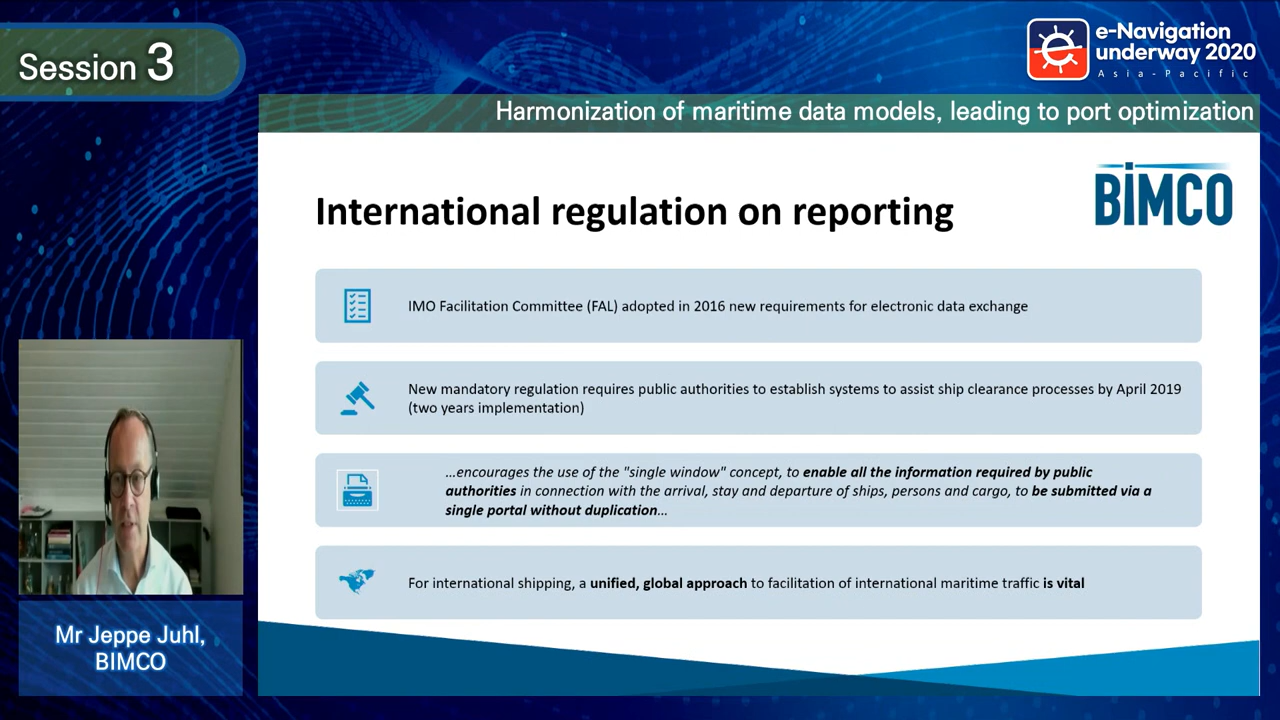 Session 3
e-Navigation
underway 2020
Asia-Pacific
Harmonization of maritime data models, leading to port optimization
BIMCO
International regulation on reporting
IMO Facilitation Committee (FAL) adopted in 2016 new requirements for electronic data exchange
New mandatory regulation requires public authorities to establish systems to assist ship clearance processes by April 2019
(two years implementation)
...encourages the use of the "single window" concept, to enable all the information required by public
authorities in connection with the arrival, stay and departure of ships, persons and cargo, to be submitted via a
single portal without duplication...
For international shipping, a unified, global approach to facilitation of international maritime traffic is vital
Mr Jeppe Juhl,
BIMCO